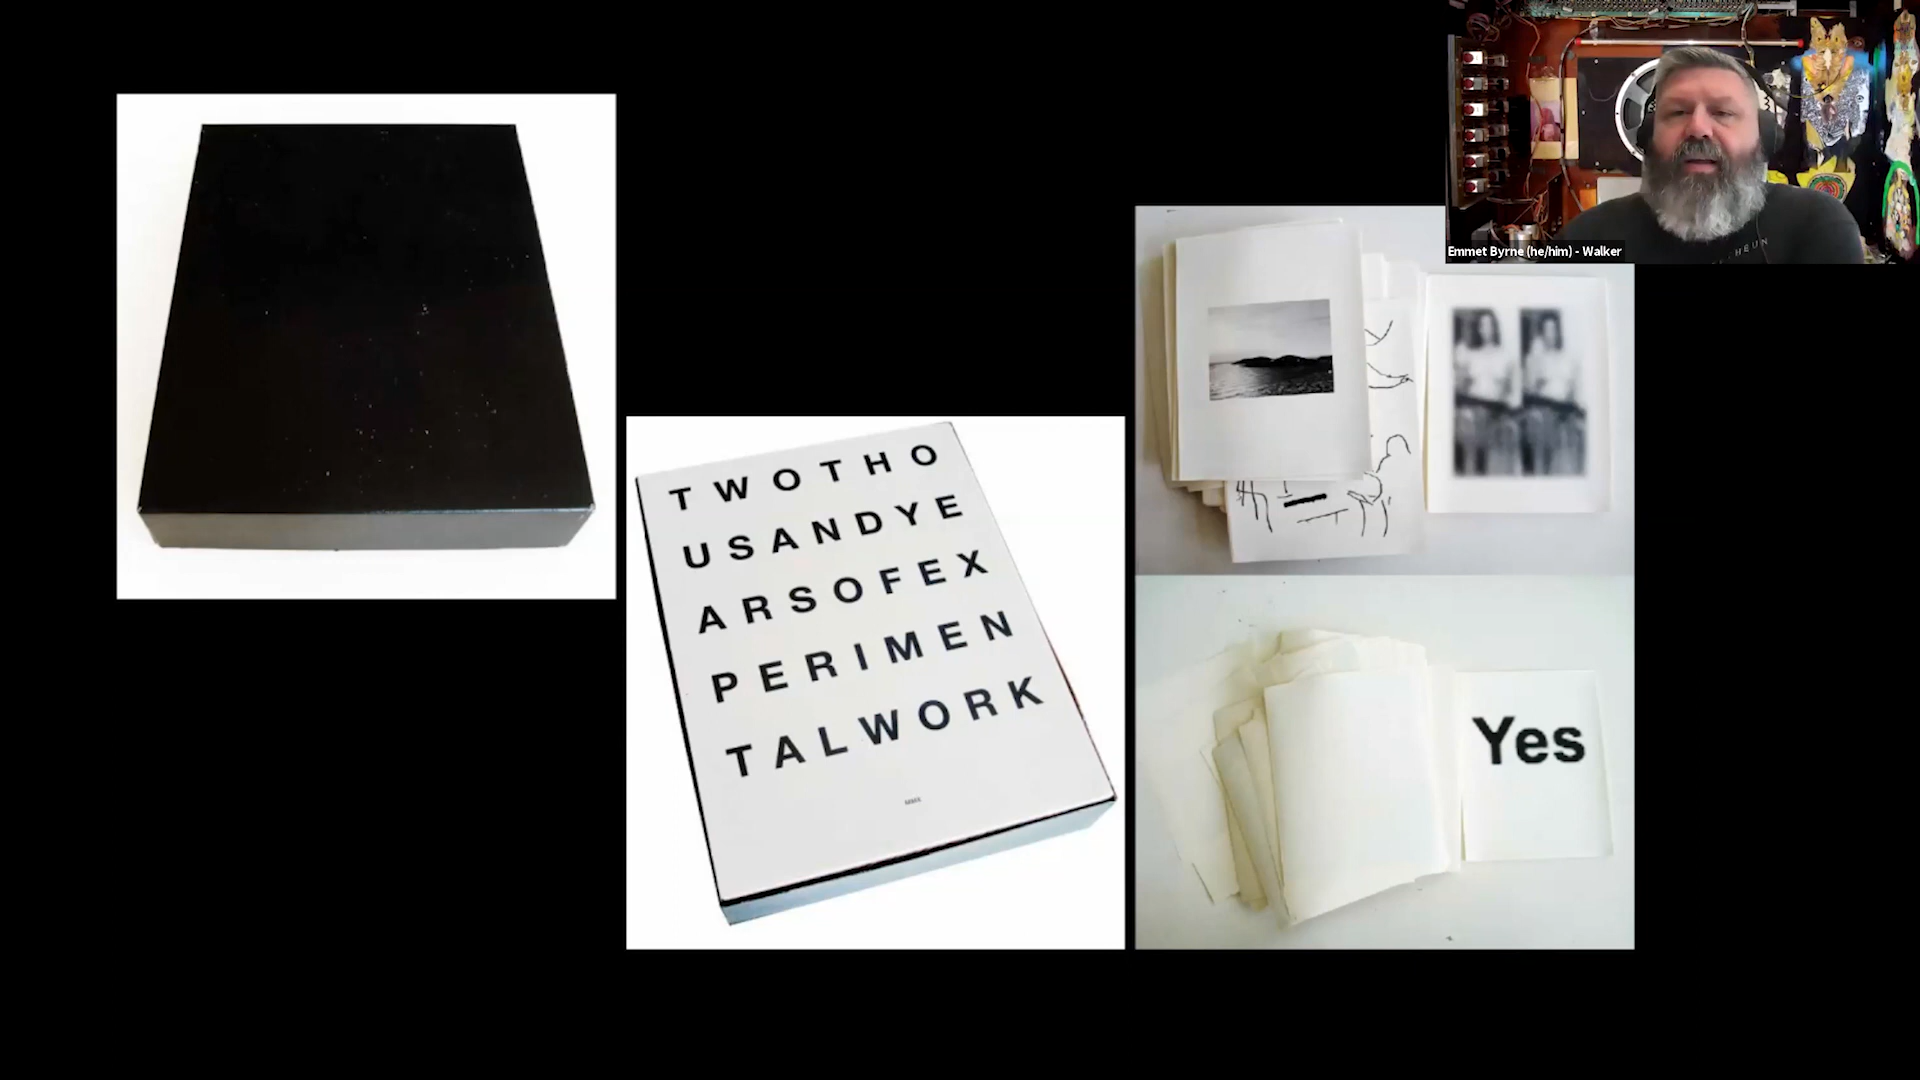 Emmet Byrne (he/him) - Walker
TWOTHO
USANDYE
ARSOFEX
PERIMEN
TALWORK
Yes